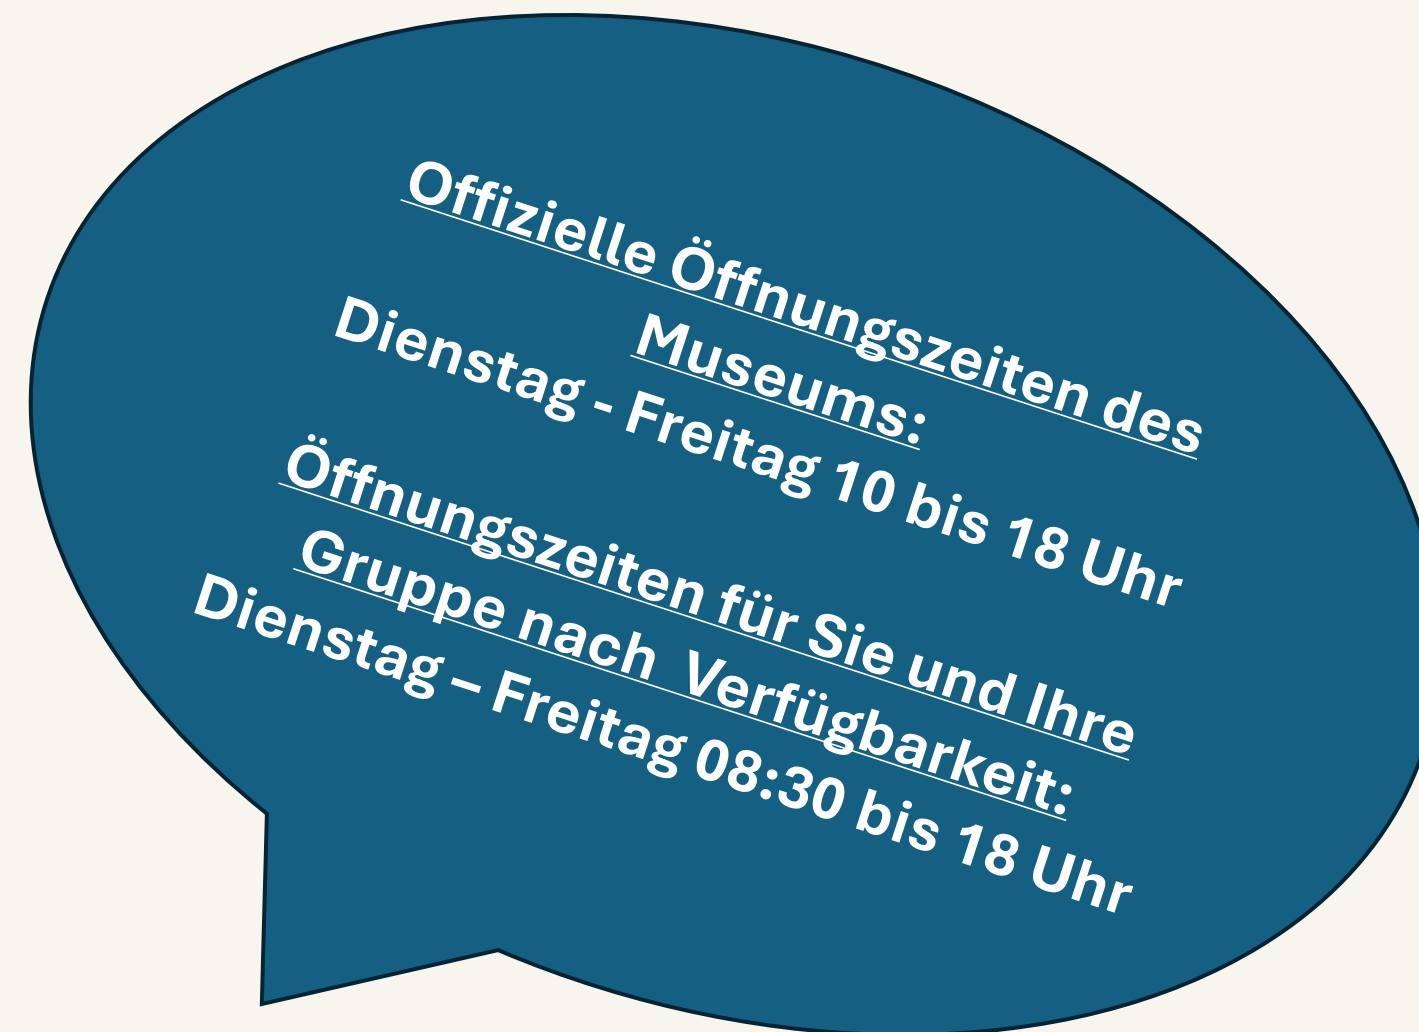 Offizielle Öffnungszeiten des
Museums:
Dienstag - Freitag 10 bis 18 Uhr
Öffnungszeiten für Sie und Ihre
Gruppe nach  Verfügbarkeit:
Dienstag – Freitag 08:30 bis 18 Uhr